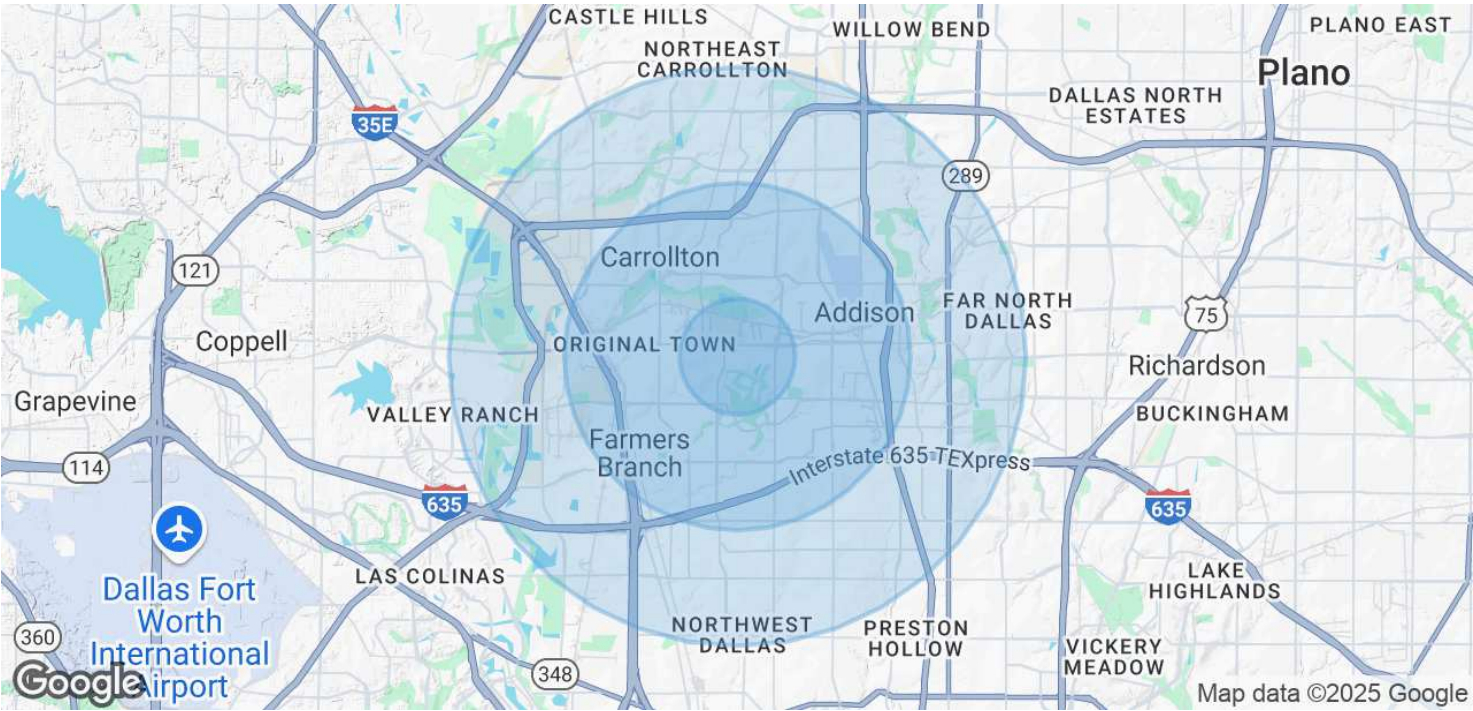 CASTLE HILLS
WILLOW BEND
PLANO EAST
NORTHEAST
CARROLLTON
Plano
DALLAS NORTH
ESTATES
35E
289
Carrollton
121
Addison
FAR NORTH
DALLAS
75
Coppell
ORIGINAL TOWN
Richardson
Grapevine
VALLEY RANCH
BUCKINGHAM
Farmers
Branch
114
Interstate 635 TEXpress
635
635
LAS COLINAS
Dallas Fort
Worth
International
Airport
LAKE
HIGHLANDS
NORTHWEST
DALLAS
PRESTON
HOLLOW
360
VICKERY
MEADOW
348
Google
Map data ©2025 Google